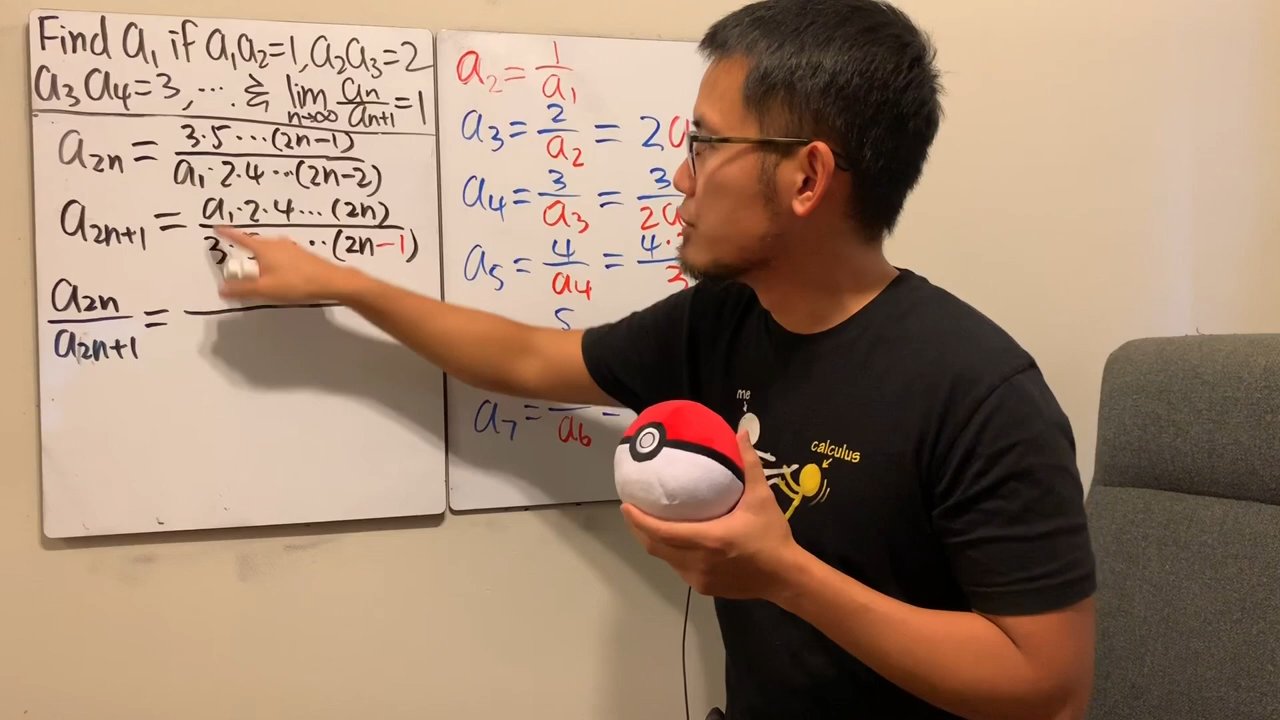 Find a₁ if a₁a₂=1, a₂a₃=2
a₃a₄=3, ... & lim n→∞ aₙ/aₙ₊₁ = 1
a₂ₙ = 3·5···(2n-1) / a₁·2·4···(2n-2)
a₂ₙ₊₁ = a₁·2·4···(2n) / 3·5···(2n-1)
a₂ₙ/a₂ₙ₊₁ =
a₂ = 1/a₁
a₃ = 2/a₂ = 2a
a₄ = 3/a₃ = 3/2a
a₅ = 4/a₄ = 4·/3
5
a₇ = /a₆ =
me
calculus